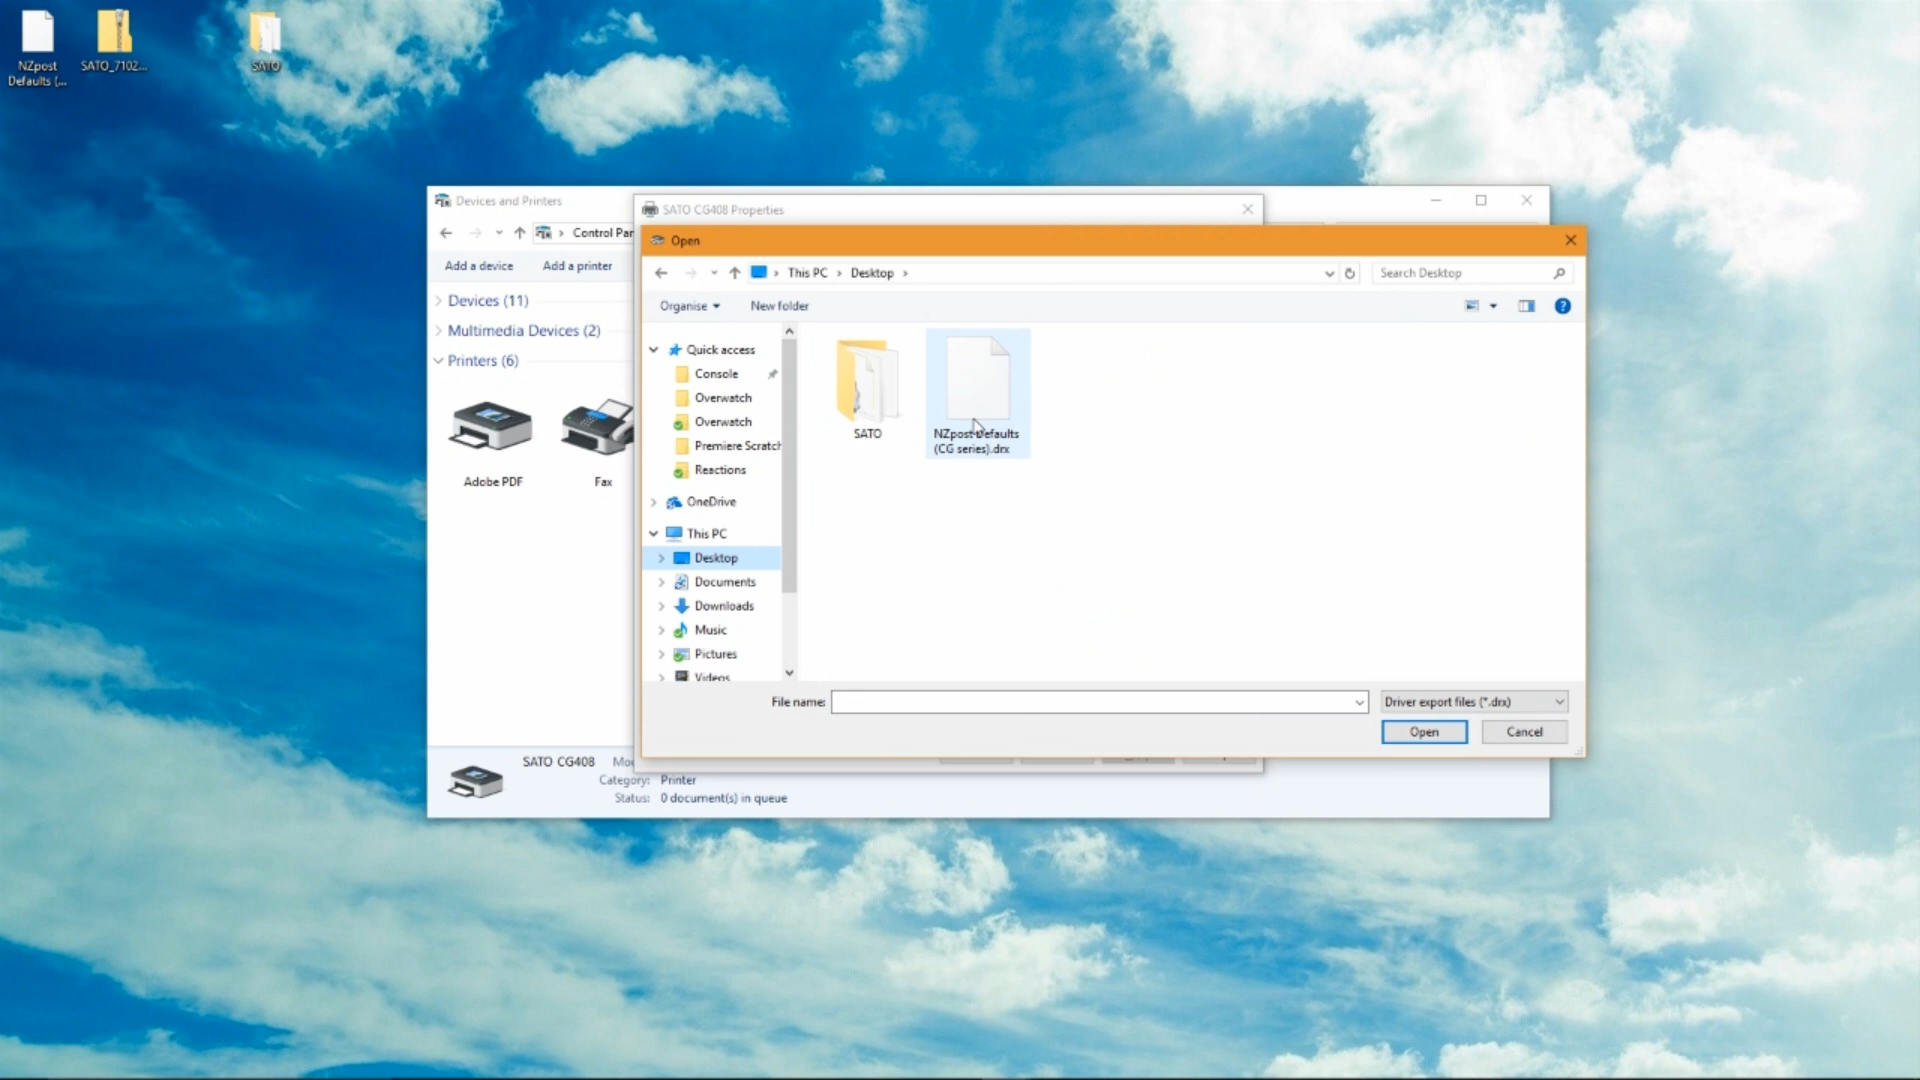 NZpost
Defaults (...
SATO_7102...
SATO
Devices and Printers
Control Par
Add a device
Add a printer
Devices (11)
Multimedia Devices (2)
Printers (6)
Adobe PDF
Fax
SATO CG408
Category: Printer
Status: 0 document(s) in queue
SATO CG408 Properties
Open
This PC
Desktop
Search Desktop
Organise
New folder
Quick access
Console
Overwatch
Overwatch
Premiere Scratch
Reactions
OneDrive
This PC
Desktop
Documents
Downloads
Music
Pictures
Videos
SATO
NZpost Defaults
(CG series).drx
File name:
Driver export files (*.drx)
Open
Cancel